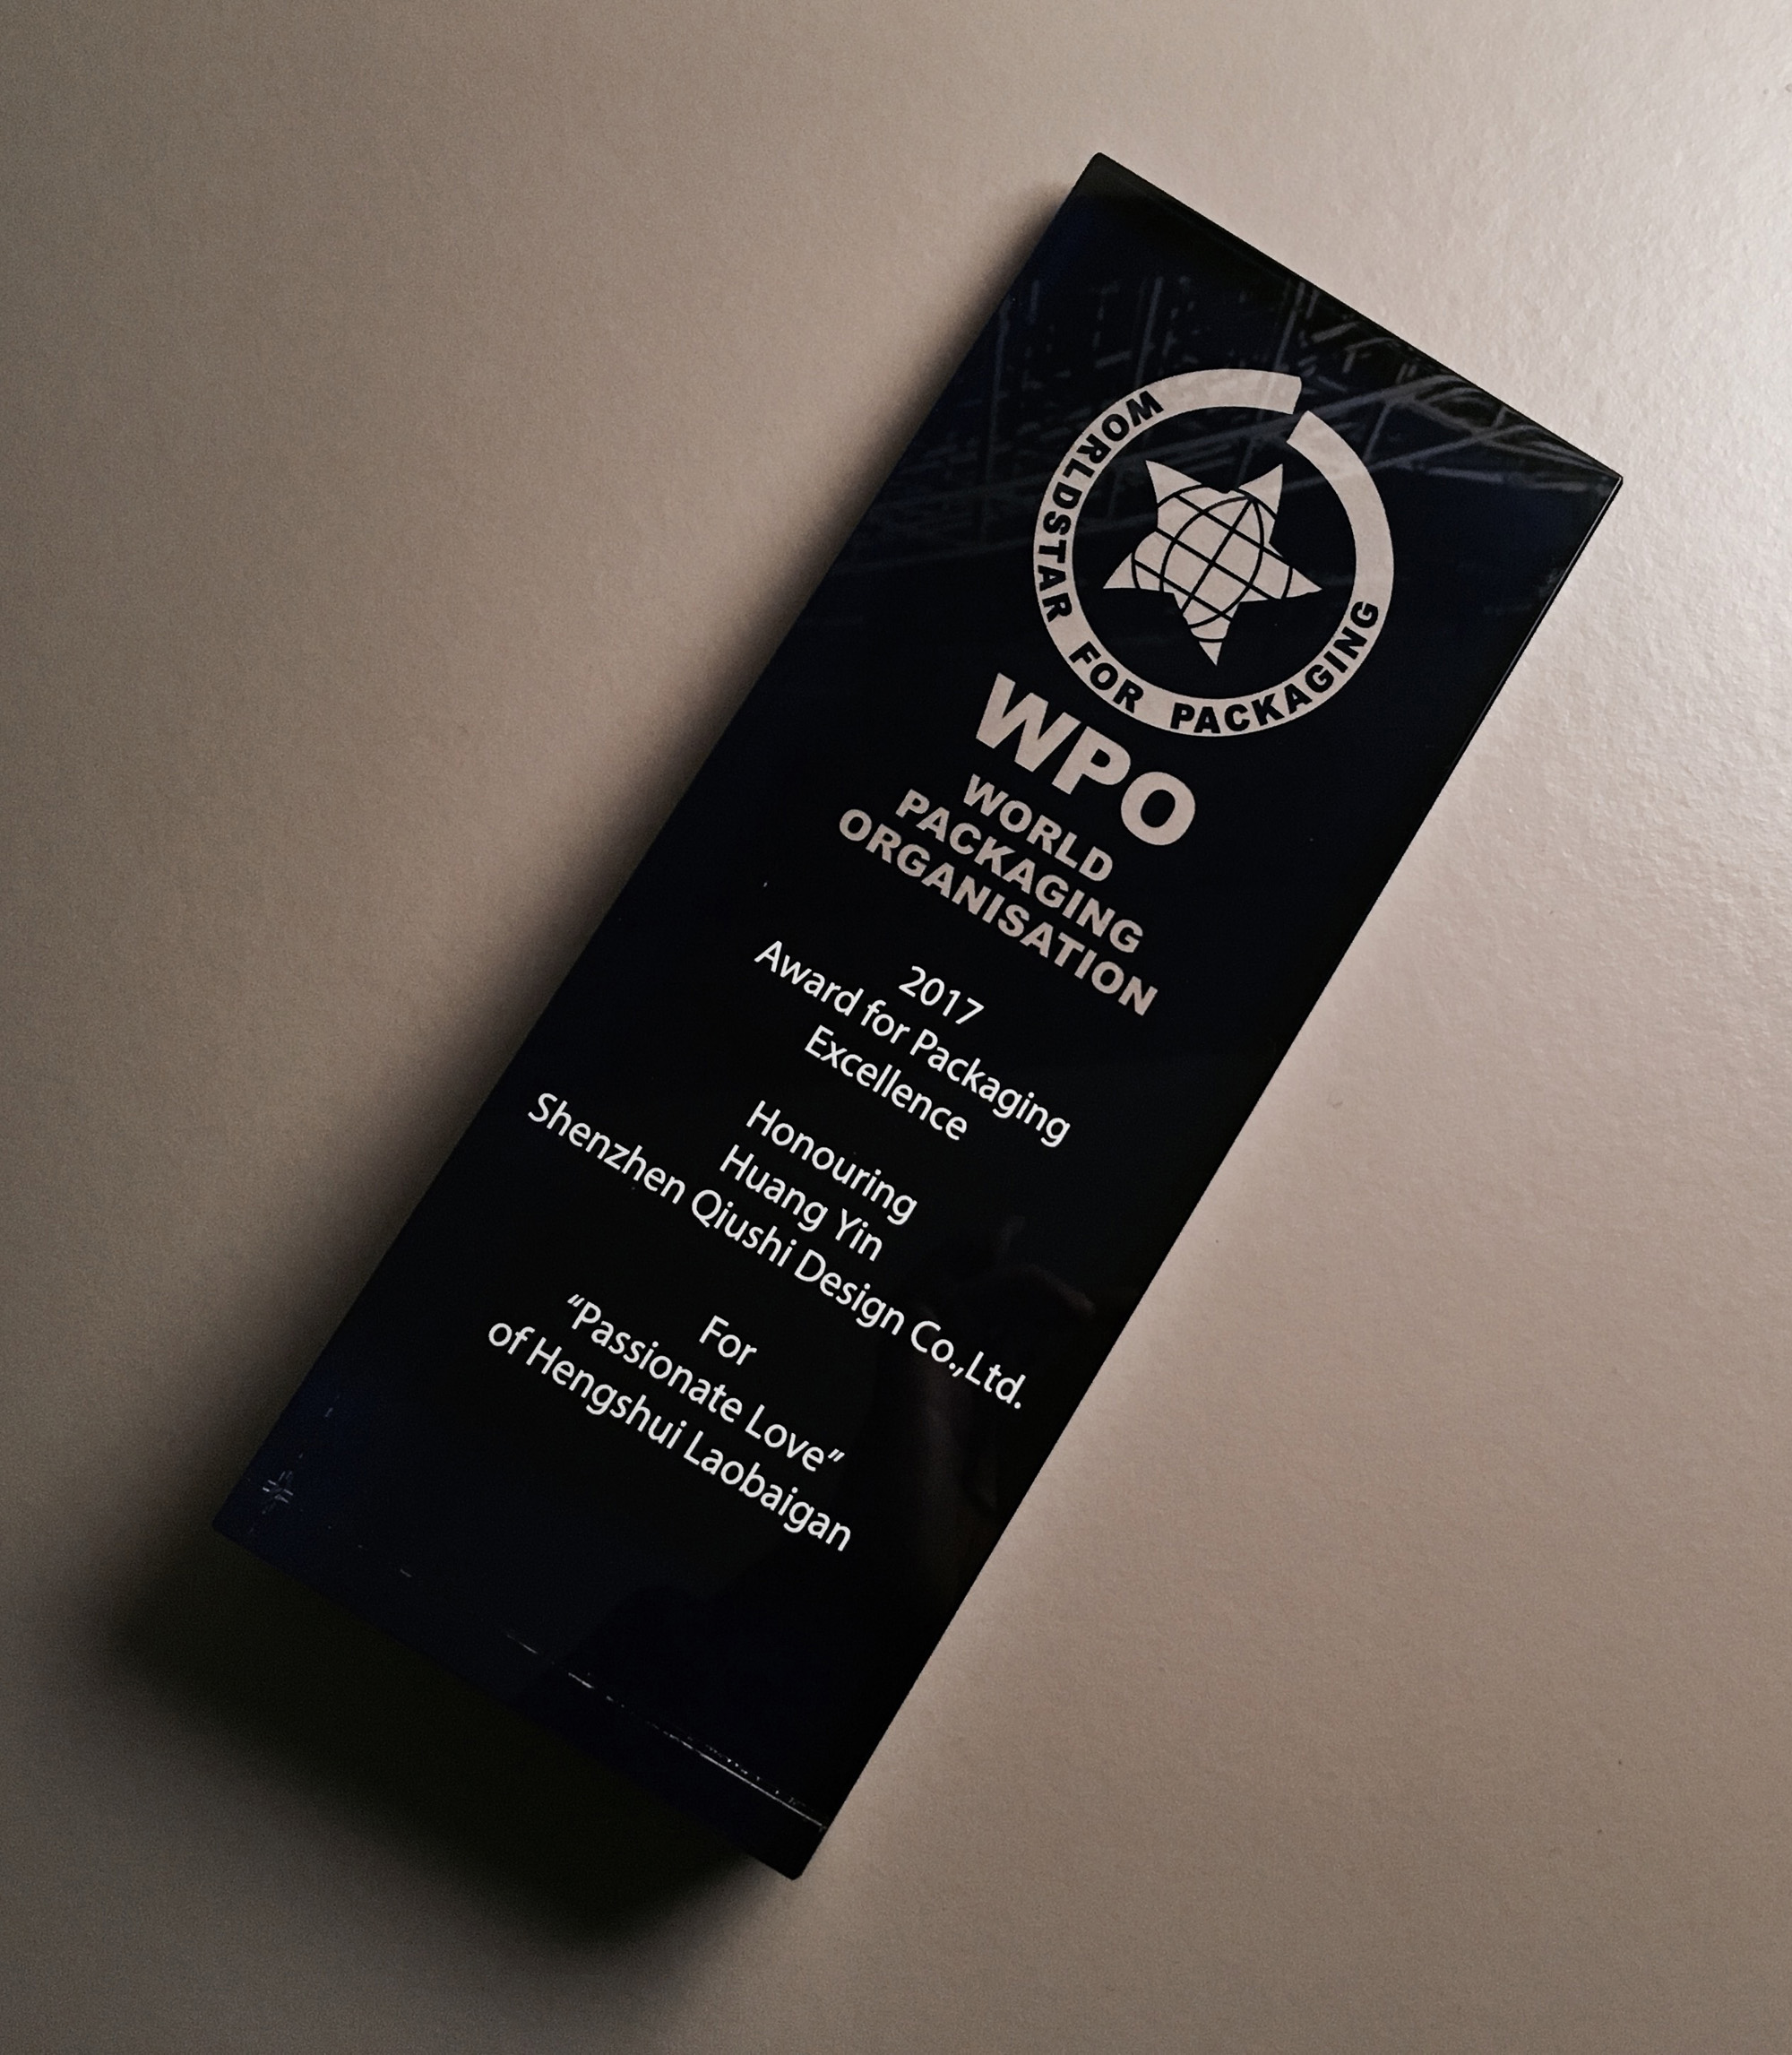 WORLDSTAR FOR PACKAGING
WPO
WORLD
PACKAGING
ORGANISATION
2017
Award for Packaging
Excellence
Honouring
Huang Yin
Shenzhen Qiushi Design Co.,Ltd.
For
“Passionate Love”
of Hengshui Laobaigan